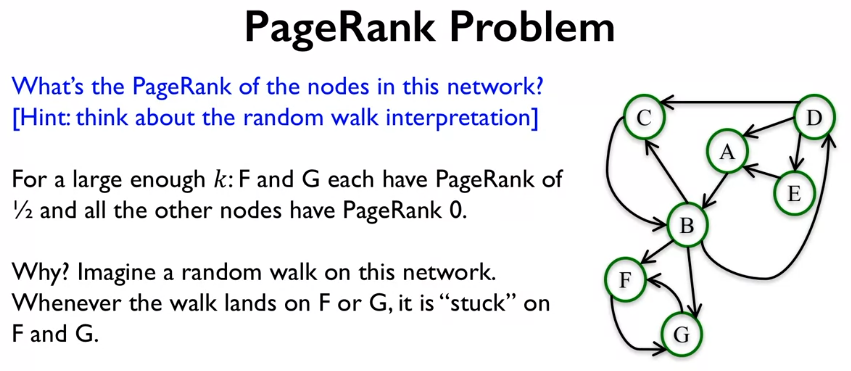 PageRank Problem
What's the PageRank of the nodes in this network?
[Hint: think about the random walk interpretation]
For a large enough k: F and G each have PageRank of
½ and all the other nodes have PageRank 0.
Why? Imagine a random walk on this network.
Whenever the walk lands on F or G, it is “stuck” on
F and G.
C
D
A
E
B
F
G